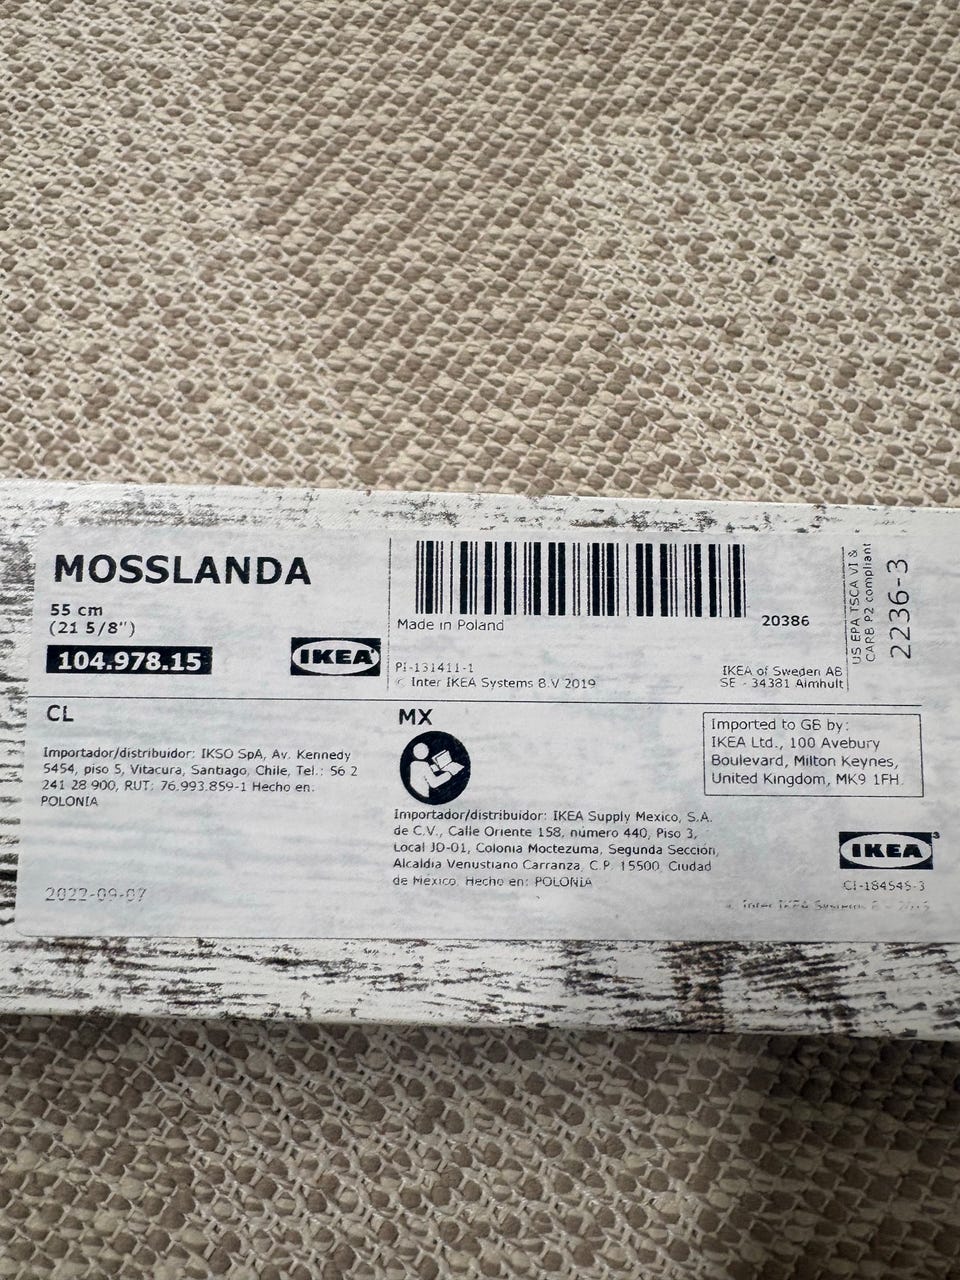 MOSSLANDA
55 cm
(21 5/8")
104.978.15
IKEA
Made in Poland
20386
PI-131411-1
© Inter IKEA Systems B.V 2019
IKEA of Sweden AB
SE - 34381 Älmhult
US EPA TSCA VI &
CARB P2 compliant
2236-3
CL
Importador/distribuidor: IKSO SpA, Av. Kennedy
5454, piso 5, Vitacura, Santiago, Chile, Tel.: 56 2
241 28 900, RUT: 76.993.859-1 Hecho en:
POLONIA
2022-09-07
MX
Importador/distribuidor: IKEA Supply Mexico, S.A.
de C.V., Calle Oriente 158, número 440, Piso 3,
Local JD-01, Colonia Moctezuma, Segunda Sección,
Alcaldía Venustiano Carranza, C.P. 15500, Ciudad
de México, Hecho en: POLONIA
Imported to GB by:
IKEA Ltd., 100 Avebury
Boulevard, Milton Keynes,
United Kingdom, MK9 1FH.
IKEA
CI-184545-3
Inter IKEA Systems